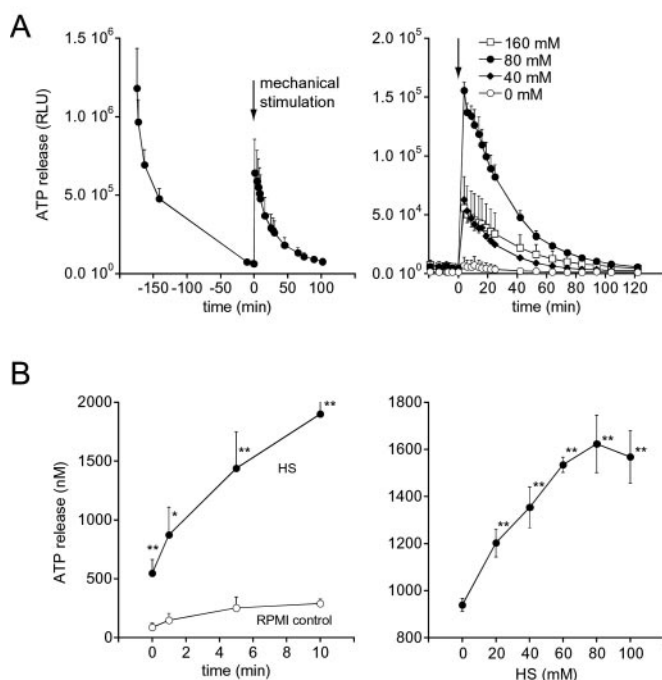 A
ATP release (RLU)
1.5 10⁶
1.0 10⁶
5.0 10⁵
0.0 10⁰
mechanical
stimulation
-150 -100 -50 0 50 100
time (min)
2.0 10⁵
1.5 10⁵
1.0 10⁵
5.0 10⁴
0.0 10⁰
160 mM
80 mM
40 mM
0 mM
0 20 40 60 80 100 120
time (min)
B
ATP release (nM)
2000
1500
1000
500
0
**
*
**
**
HS
RPMI control
0 2 4 6 8 10
time (min)
1800
1600
1400
1200
1000
800
**
**
**
**
**
0 20 40 60 80 100
HS (mM)